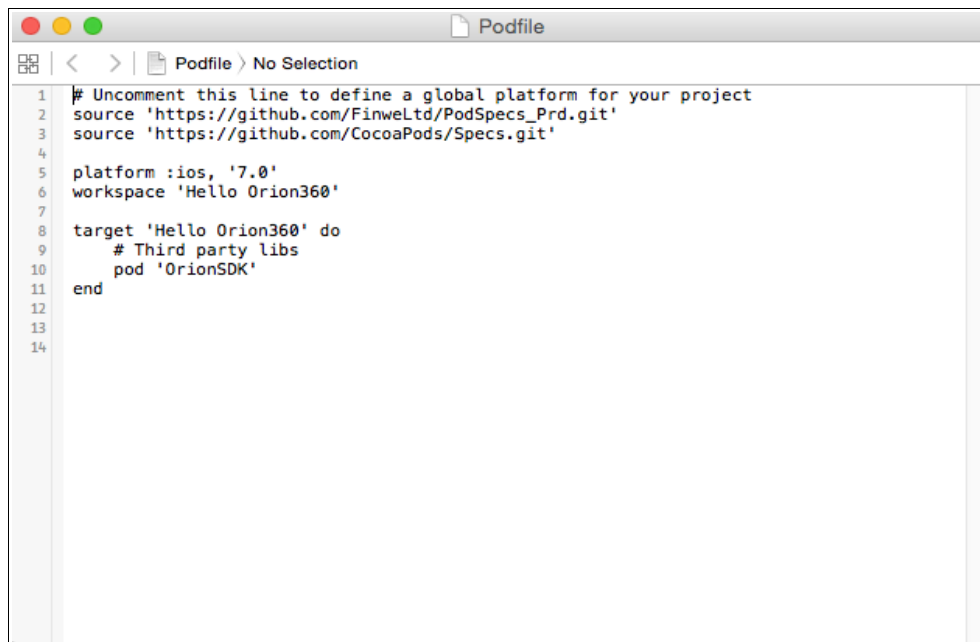 Podfile
Podfile 〉 No Selection
1 # Uncomment this line to define a global platform for your project
2 source 'https://github.com/FinweLtd/PodSpecs_Prd.git'
3 source 'https://github.com/CocoaPods/Specs.git'
4
5 platform :ios, '7.0'
6 workspace 'Hello Orion360'
7
8 target 'Hello Orion360' do
9     # Third party libs
10     pod 'OrionSDK'
11 end
12
13
14